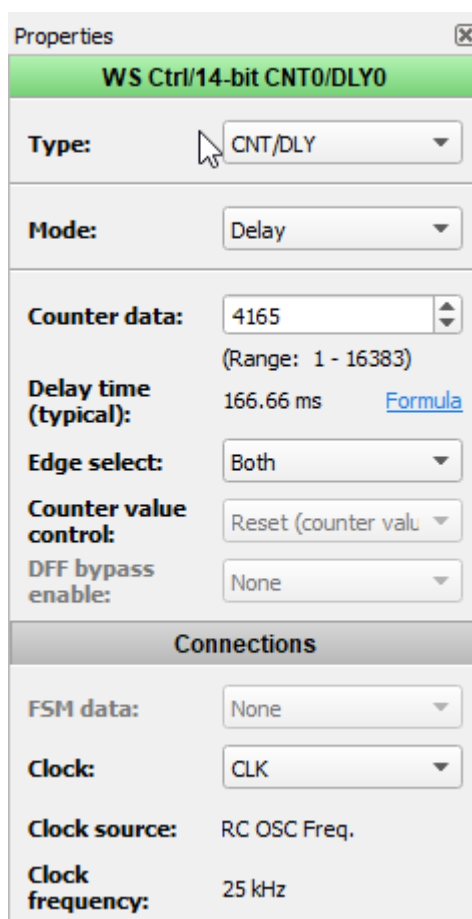 Properties
WS Ctrl/14-bit CNT0/DLY0
Type: CNT/DLY
Mode: Delay
Counter data: 4165
(Range: 1 - 16383)
Delay time (typical): 166.66 ms Formula
Edge select: Both
Counter value control: Reset (counter valu
DFF bypass enable: None
Connections
FSM data: None
Clock: CLK
Clock source: RC OSC Freq.
Clock frequency: 25 kHz